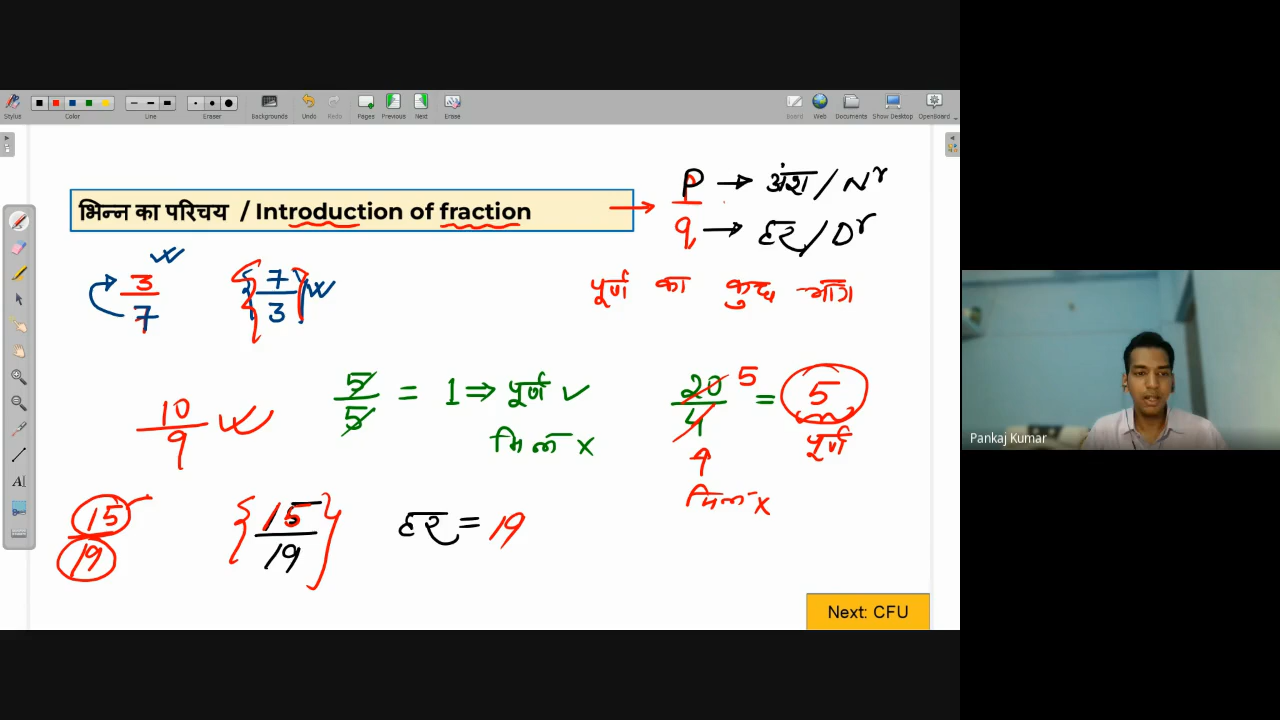 Stylus Color Line Eraser Backgrounds Undo Redo Pages Previous Next Erase Board Web Documents Show Desktop OpenBoard
भिन्न का परिचय / Introduction of fraction
p → अंश / Nʳ
q → हर / Dʳ
पूर्ण का कुछ भाग
3/7
{7/3}
10/9
5/5 = 1 ⇒ पूर्ण ✓
भिन्न x
20/4 5 = 5
पूर्ण
भिन्न x
15/19
{15/19}
हर = 19
Next: CFU
Pankaj Kumar